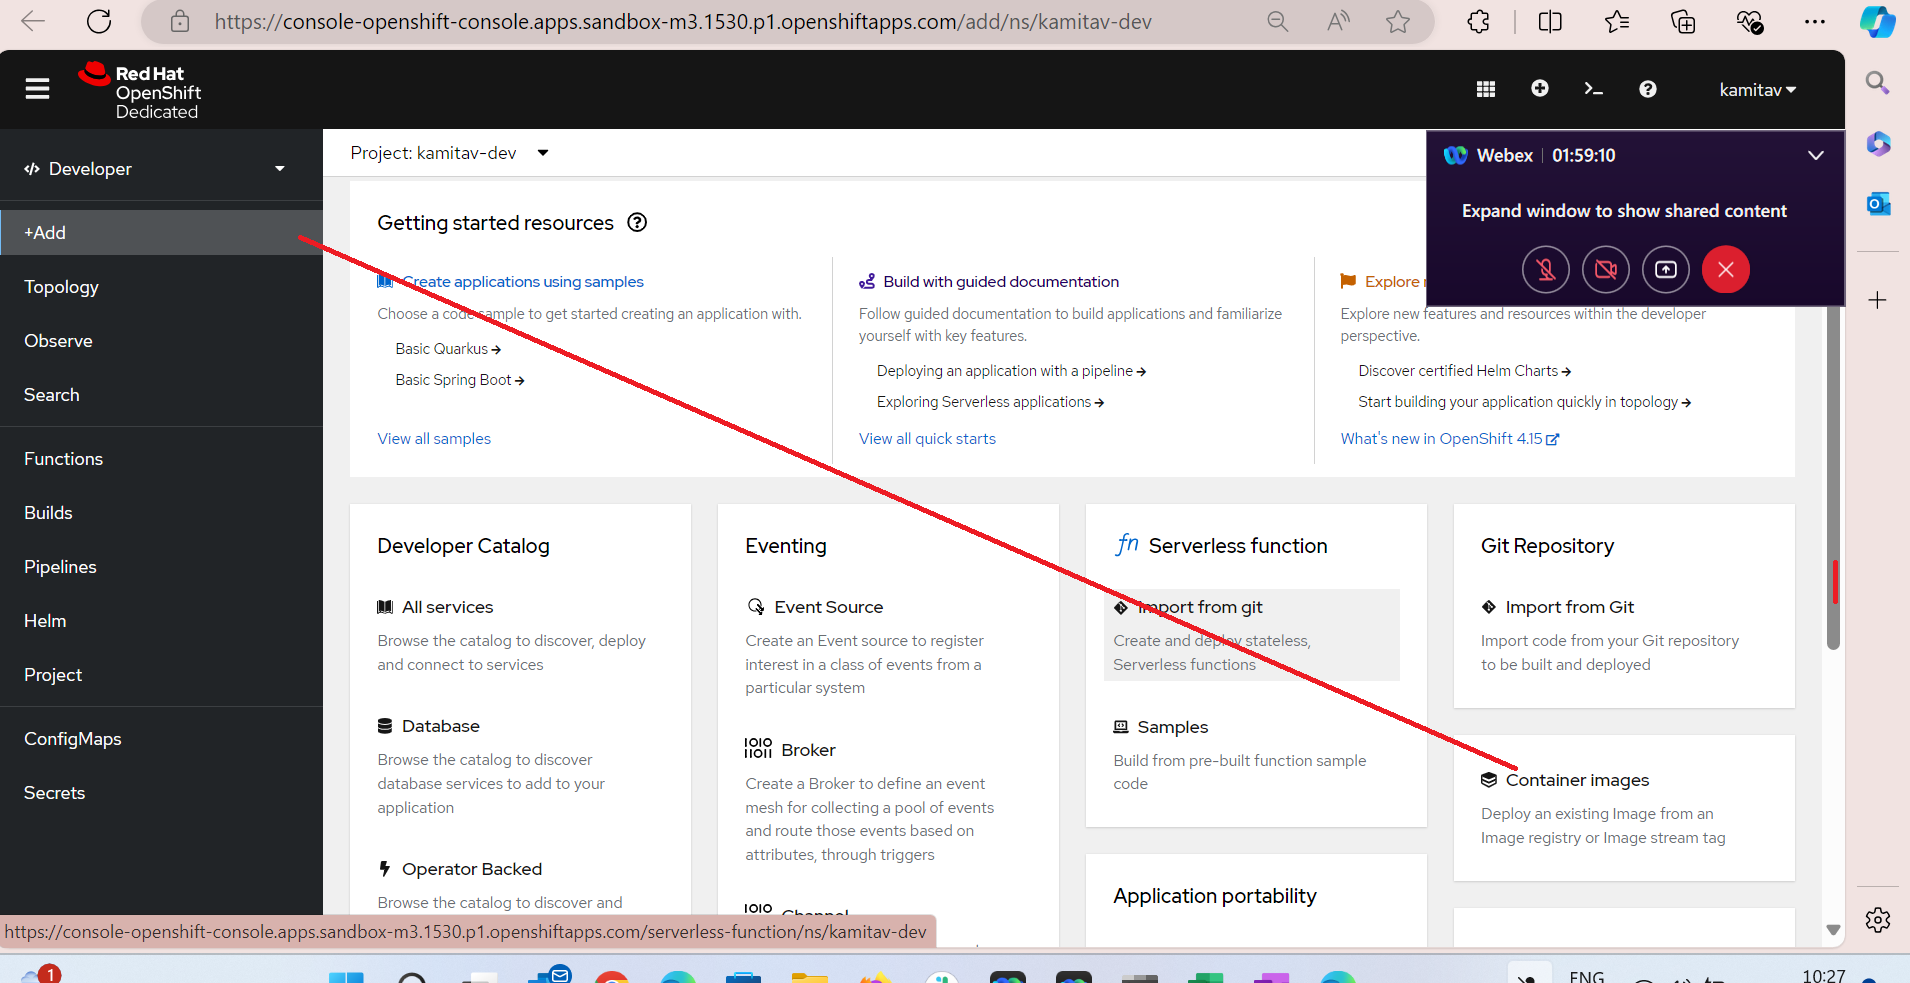 https://console-openshift-console.apps.sandbox-m3.1530.p1.openshiftapps.com/add/ns/kamitav-dev
Red Hat
OpenShift
Dedicated
kamitav
Developer
+Add
Topology
Observe
Search
Functions
Builds
Pipelines
Helm
Project
ConfigMaps
Secrets
Project: kamitav-dev
Webex 01:59:10
Expand window to show shared content
Getting started resources
Create applications using samples
Choose a code sample to get started creating an application with.
Basic Quarkus
Basic Spring Boot
View all samples
Build with guided documentation
Follow guided documentation to build applications and familiarize
yourself with key features.
Deploying an application with a pipeline
Exploring Serverless applications
View all quick starts
Explore
Explore new features and resources within the developer
perspective.
Discover certified Helm Charts
Start building your application quickly in topology
What's new in OpenShift 4.15
Developer Catalog
All services
Browse the catalog to discover, deploy
and connect to services
Database
Browse the catalog to discover
database services to add to your
application
Operator Backed
Browse the catalog to discover and
Eventing
Event Source
Create an Event source to register
interest in a class of events from a
particular system
Broker
Create a Broker to define an event
mesh for collecting a pool of events
and route those events based on
attributes, through triggers
Channel
fn Serverless function
Import from git
Create and deploy stateless,
Serverless functions
Samples
Build from pre-built function sample
code
Application portability
Git Repository
Import from Git
Import code from your Git repository
to be built and deployed
Container images
Deploy an existing Image from an
Image registry or Image stream tag
https://console-openshift-console.apps.sandbox-m3.1530.p1.openshiftapps.com/serverless-function/ns/kamitav-dev
1
ENG
10:27